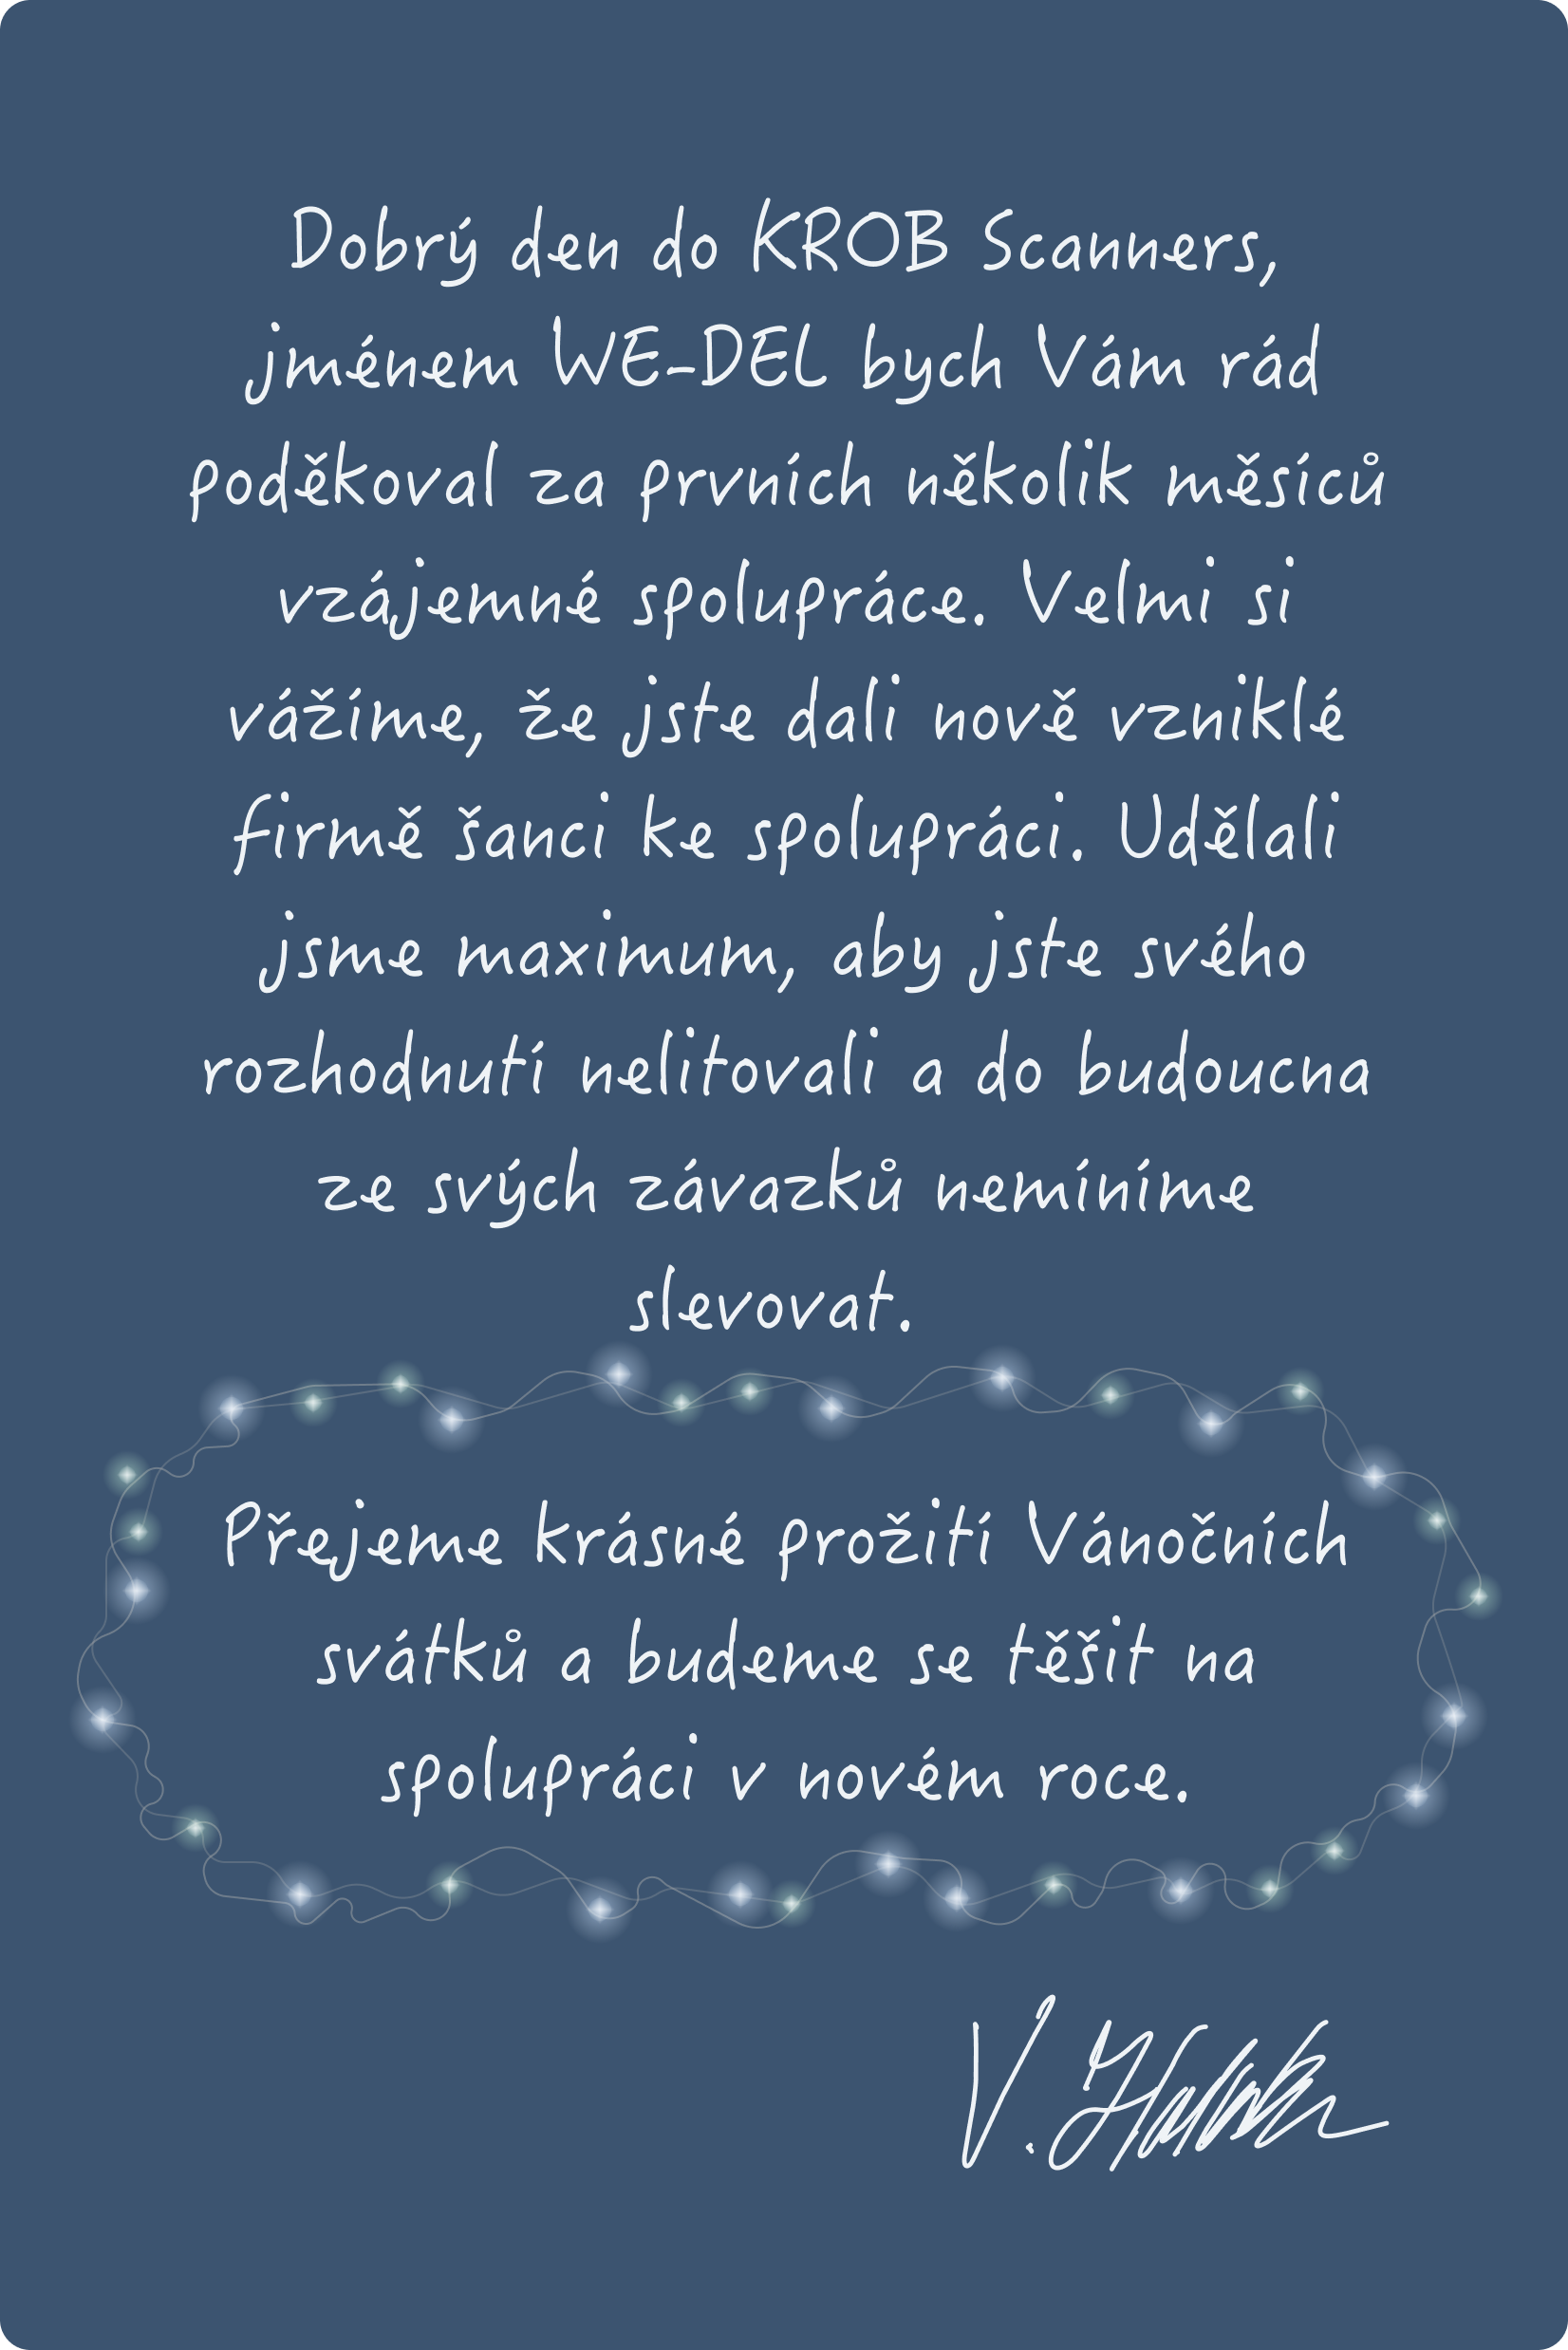 Dobrý den do KROB Scanners,
jménem WE-DEL bych Vám rád
poděkoval za prvních několik měsíců
vzájemné spolupráce. Velmi si
vážíme, že jste dali nově vzniklé
firmě šanci ke spolupráci. Udělali
jsme maximum, aby jste svého
rozhodnutí nelitovali a do budoucna
ze svých závazků nemíníme
slevovat.
Přejeme krásné prožití Vánočních
svátků a budeme se těšit na
spolupráci v novém roce.
V.